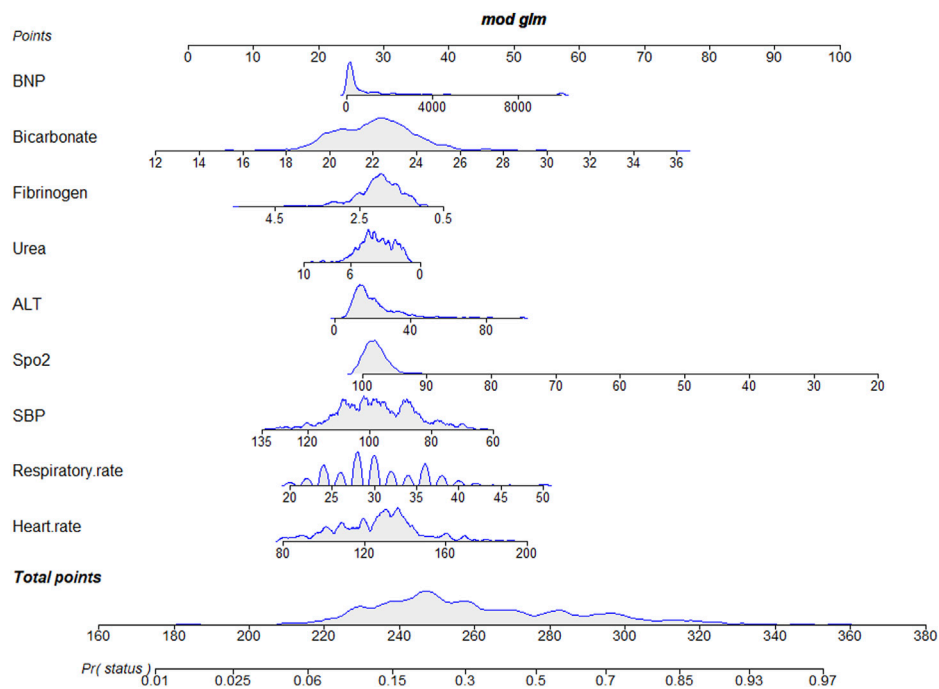 mod glm
Points
0 10 20 30 40 50 60 70 80 90 100
BNP
0 4000 8000
Bicarbonate
12 14 16 18 20 22 24 26 28 30 32 34 36
Fibrinogen
4.5 2.5 0.5
Urea
10 6 0
ALT
0 40 80
Spo2
100 90 80 70 60 50 40 30 20
SBP
135 120 100 80 60
Respiratory.rate
20 25 30 35 40 50
Heart.rate
80 120 160 200
Total points
160 200 220 240 260 280 300 320 340 360 380
Pr( status )
0.01 0.025 0.06 0.15 0.3 0.5 0.7 0.85 0.93 0.97